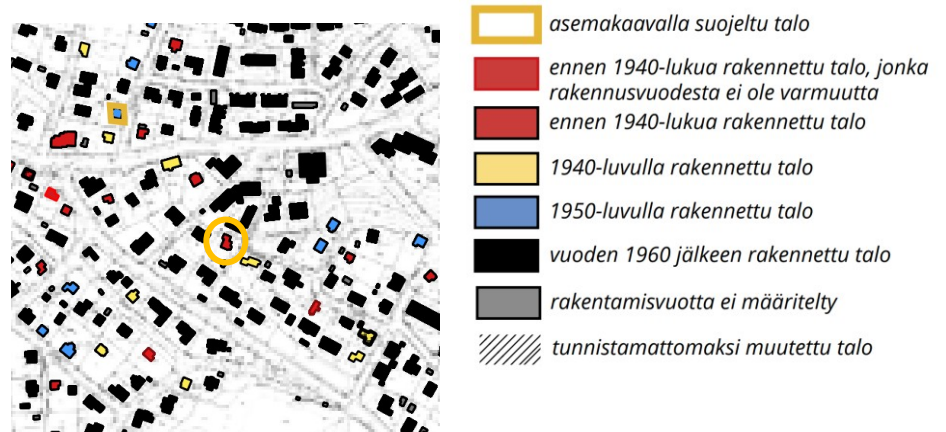 asemakaavalla suojeltu talo
ennen 1940-lukua rakennettu talo, jonka
rakennusvuodesta ei ole varmuutta
ennen 1940-lukua rakennettu talo
1940-luvulla rakennettu talo
1950-luvulla rakennettu talo
vuoden 1960 jälkeen rakennettu talo
rakentamisvuotta ei määritelty
tunnistamattomaksi muutettu talo